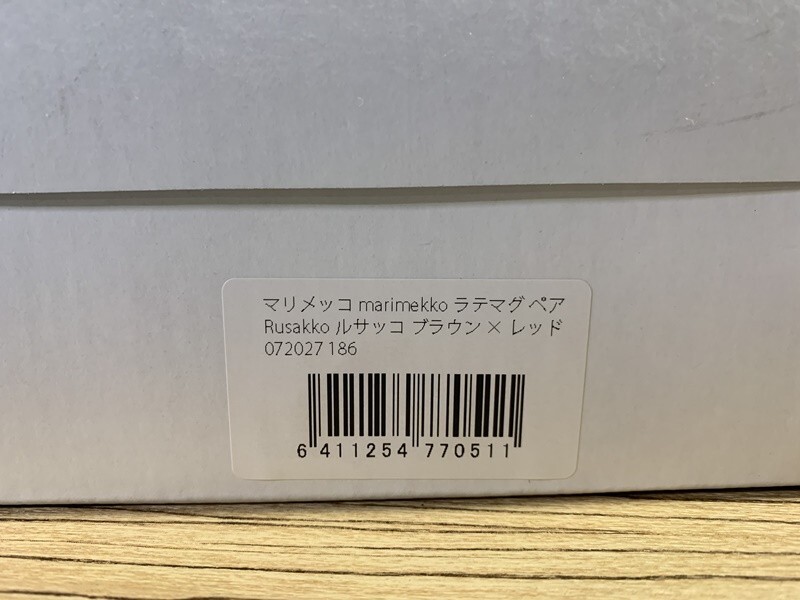 マリメッコ marimekko ラテマグ ペア
Rusakko ルサッコ ブラウン × レッド
072027 186
6 411254 770511